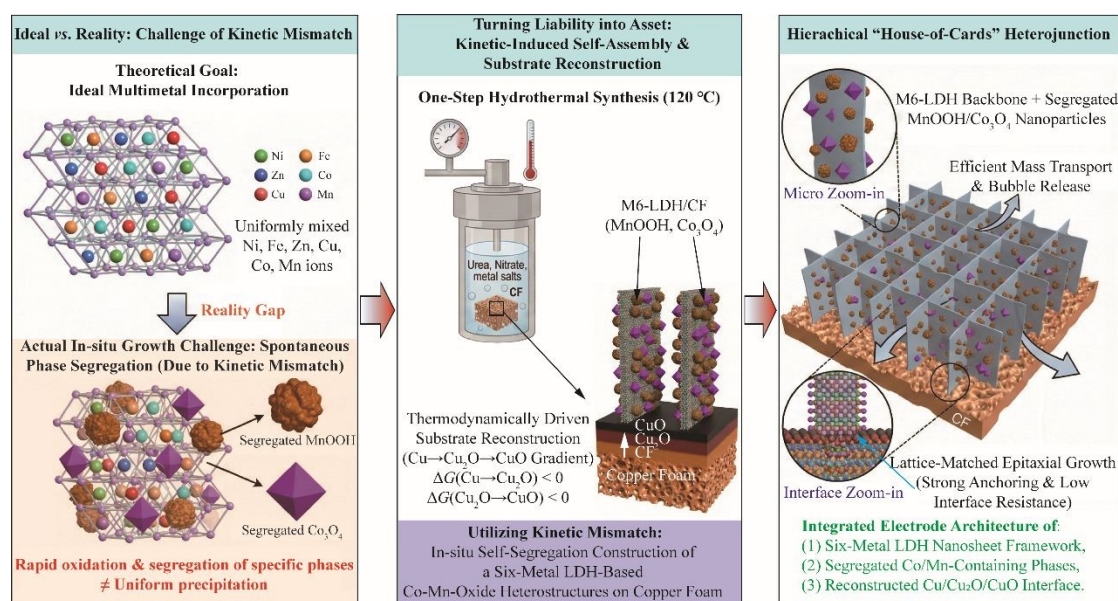 Ideal vs. Reality: Challenge of Kinetic Mismatch
Theoretical Goal:
Ideal Multimetal Incorporation
Ni
Fe
Zn
Co
Cu
Mn
Uniformly mixed
Ni, Fe, Zn, Cu,
Co, Mn ions
Reality Gap
Actual In-situ Growth Challenge: Spontaneous
Phase Segregation (Due to Kinetic Mismatch)
Segregated MnOOH
Segregated Co₃O₄
Rapid oxidation & segregation of specific phases
≠ Uniform precipitation
Turning Liability into Asset:
Kinetic-Induced Self-Assembly &
Substrate Reconstruction
One-Step Hydrothermal Synthesis (120 °C)
Urea, Nitrate,
metal salts
CF
M6-LDH/CF
(MnOOH, Co₃O₄)
Thermodynamically Driven
Substrate Reconstruction
(Cu→Cu₂O→CuO Gradient)
ΔG(Cu→Cu₂O) < 0
ΔG(Cu₂O→CuO) < 0
CuO
Cu₂O
CF
Copper Foam
Utilizing Kinetic Mismatch:
In-situ Self-Segregation Construction of
a Six-Metal LDH-Based
Co-Mn-Oxide Heterostructures on Copper Foam
Hierachical “House-of-Cards” Heterojunction
M6-LDH Backbone + Segregated
MnOOH/Co₃O₄ Nanoparticles
Micro Zoom-in
Efficient Mass Transport
& Bubble Release
CF
Interface Zoom-in
Lattice-Matched Epitaxial Growth
(Strong Anchoring & Low
Interface Resistance)
Integrated Electrode Architecture of:
(1) Six-Metal LDH Nanosheet Framework,
(2) Segregated Co/Mn-Containing Phases,
(3) Reconstructed Cu/Cu₂O/CuO Interface.